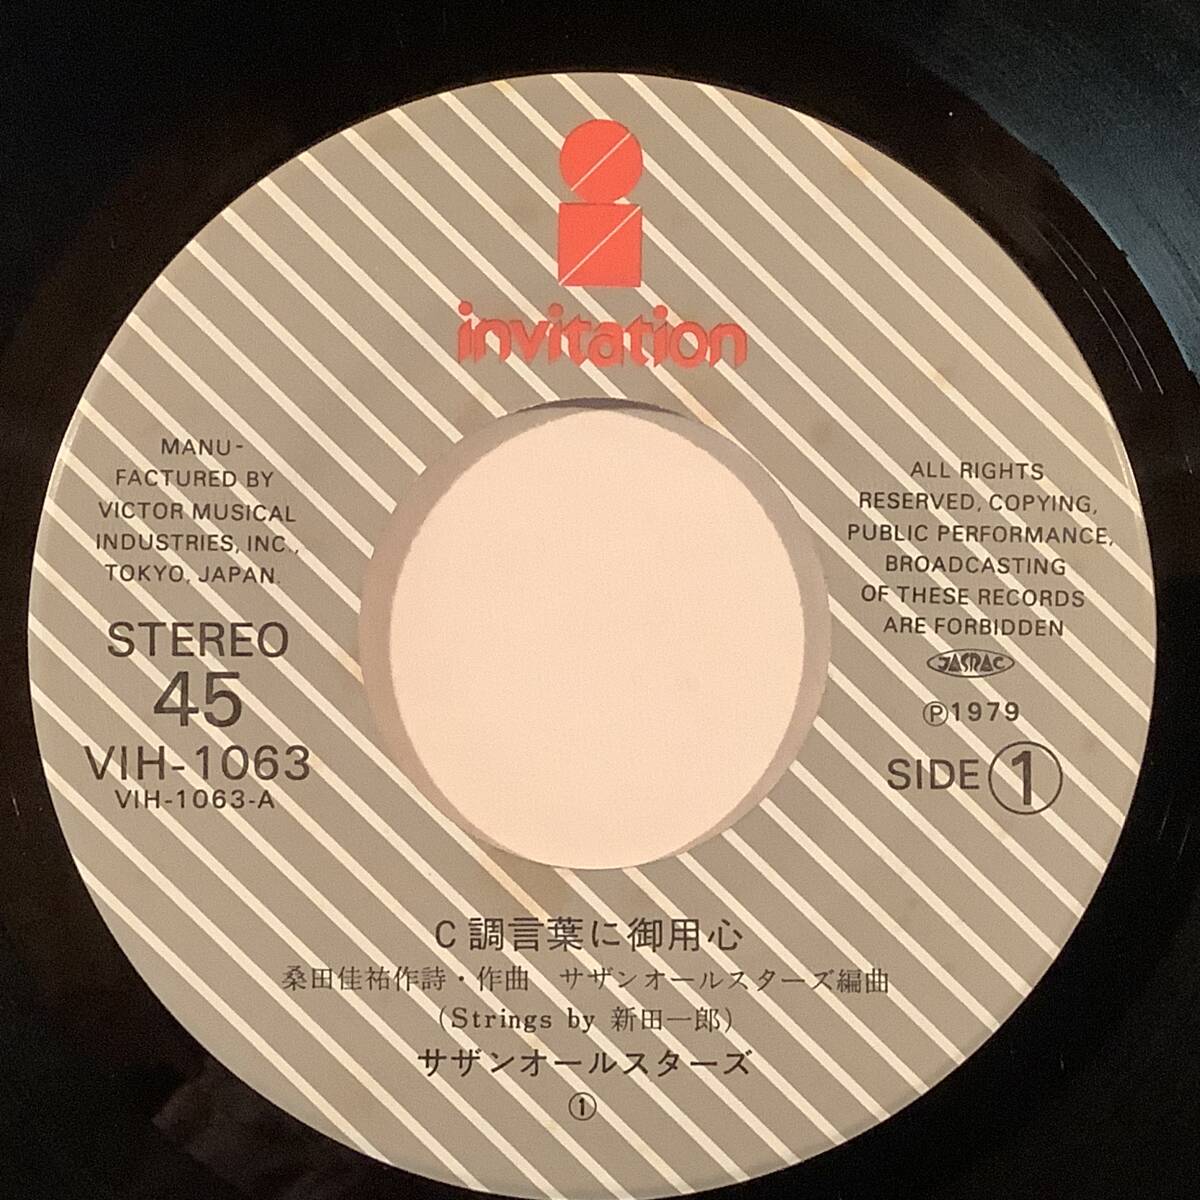 invitation
MANU-
FACTURED BY
VICTOR MUSICAL
INDUSTRIES, INC.,
TOKYO, JAPAN.
STEREO
45
VIH-1063
VIH-1063-A
ALL RIGHTS
RESERVED, COPYING,
PUBLIC PERFORMANCE,
BROADCASTING
OF THESE RECORDS
ARE FORBIDDEN
JASRAC
Ⓟ1979
SIDE ①
C調言葉に御用心
桑田佳祐作詩・作曲 サザンオールスターズ編曲
(Strings by 新田一郎)
サザンオールスターズ
①